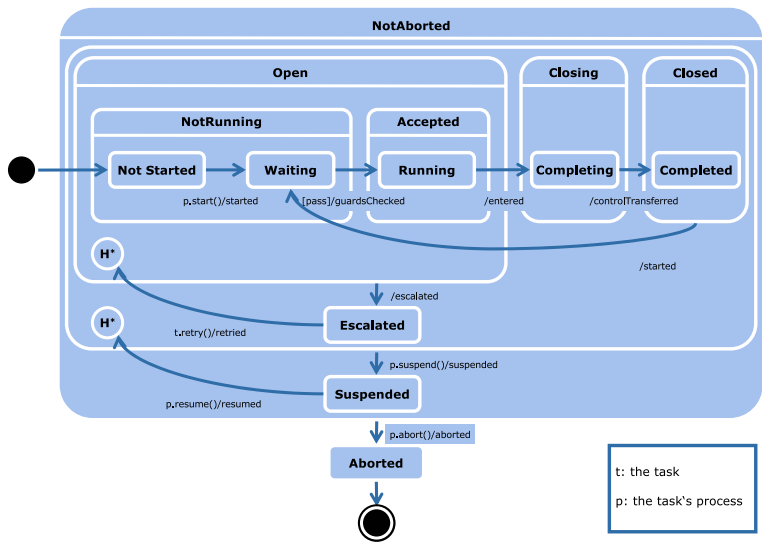 NotAborted
Open
Closing
Closed
NotRunning
Accepted
Not Started
Waiting
Running
Completing
Completed
p.start()/started
[pass]/guardsChecked
/entered
/controlTransferred
/started
H*
/escalated
t.retry()/retried
Escalated
H*
p.suspend()/suspended
p.resume()/resumed
Suspended
p.abort()/aborted
Aborted
t: the task
p: the task‘s process